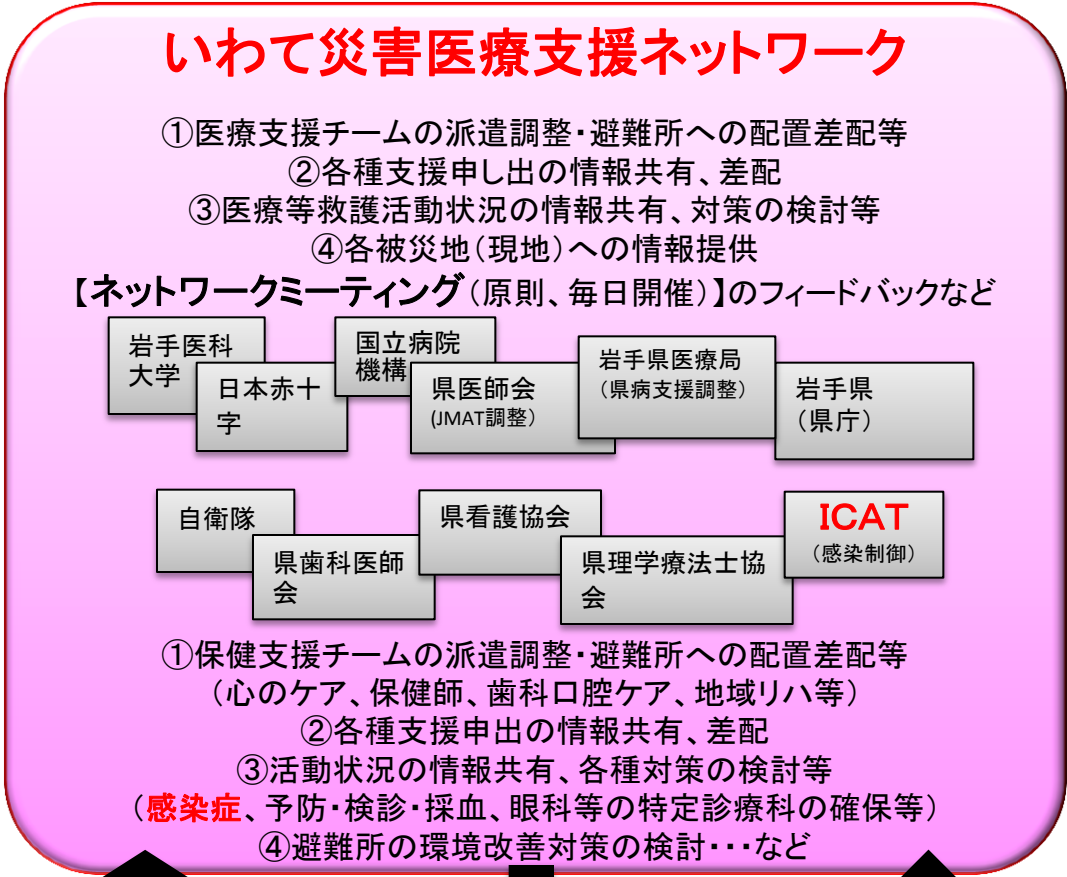 いわて災害医療支援ネットワーク
①医療支援チームの派遣調整・避難所への配置差配等
②各種支援申し出の情報共有、差配
③医療等救護活動状況の情報共有、対策の検討等
④各被災地（現地）への情報提供
【ネットワークミーティング（原則、毎日開催）】のフィードバックなど
岩手医科
大学
日本赤十
字
国立病院
機構
県医師会
(JMAT調整）
岩手県医療局
（県病支援調整）
岩手県
（県庁）
自衛隊
県歯科医師
会
県看護協会
県理学療法士協
会
ICAT
（感染制御）
①保健支援チームの派遣調整・避難所への配置差配等
（心のケア、保健師、歯科口腔ケア、地域リハ等）
②各種支援申出の情報共有、差配
③活動状況の情報共有、各種対策の検討等
（感染症、予防・検診・採血、眼科等の特定診療科の確保等）
④避難所の環境改善対策の検討・・・など